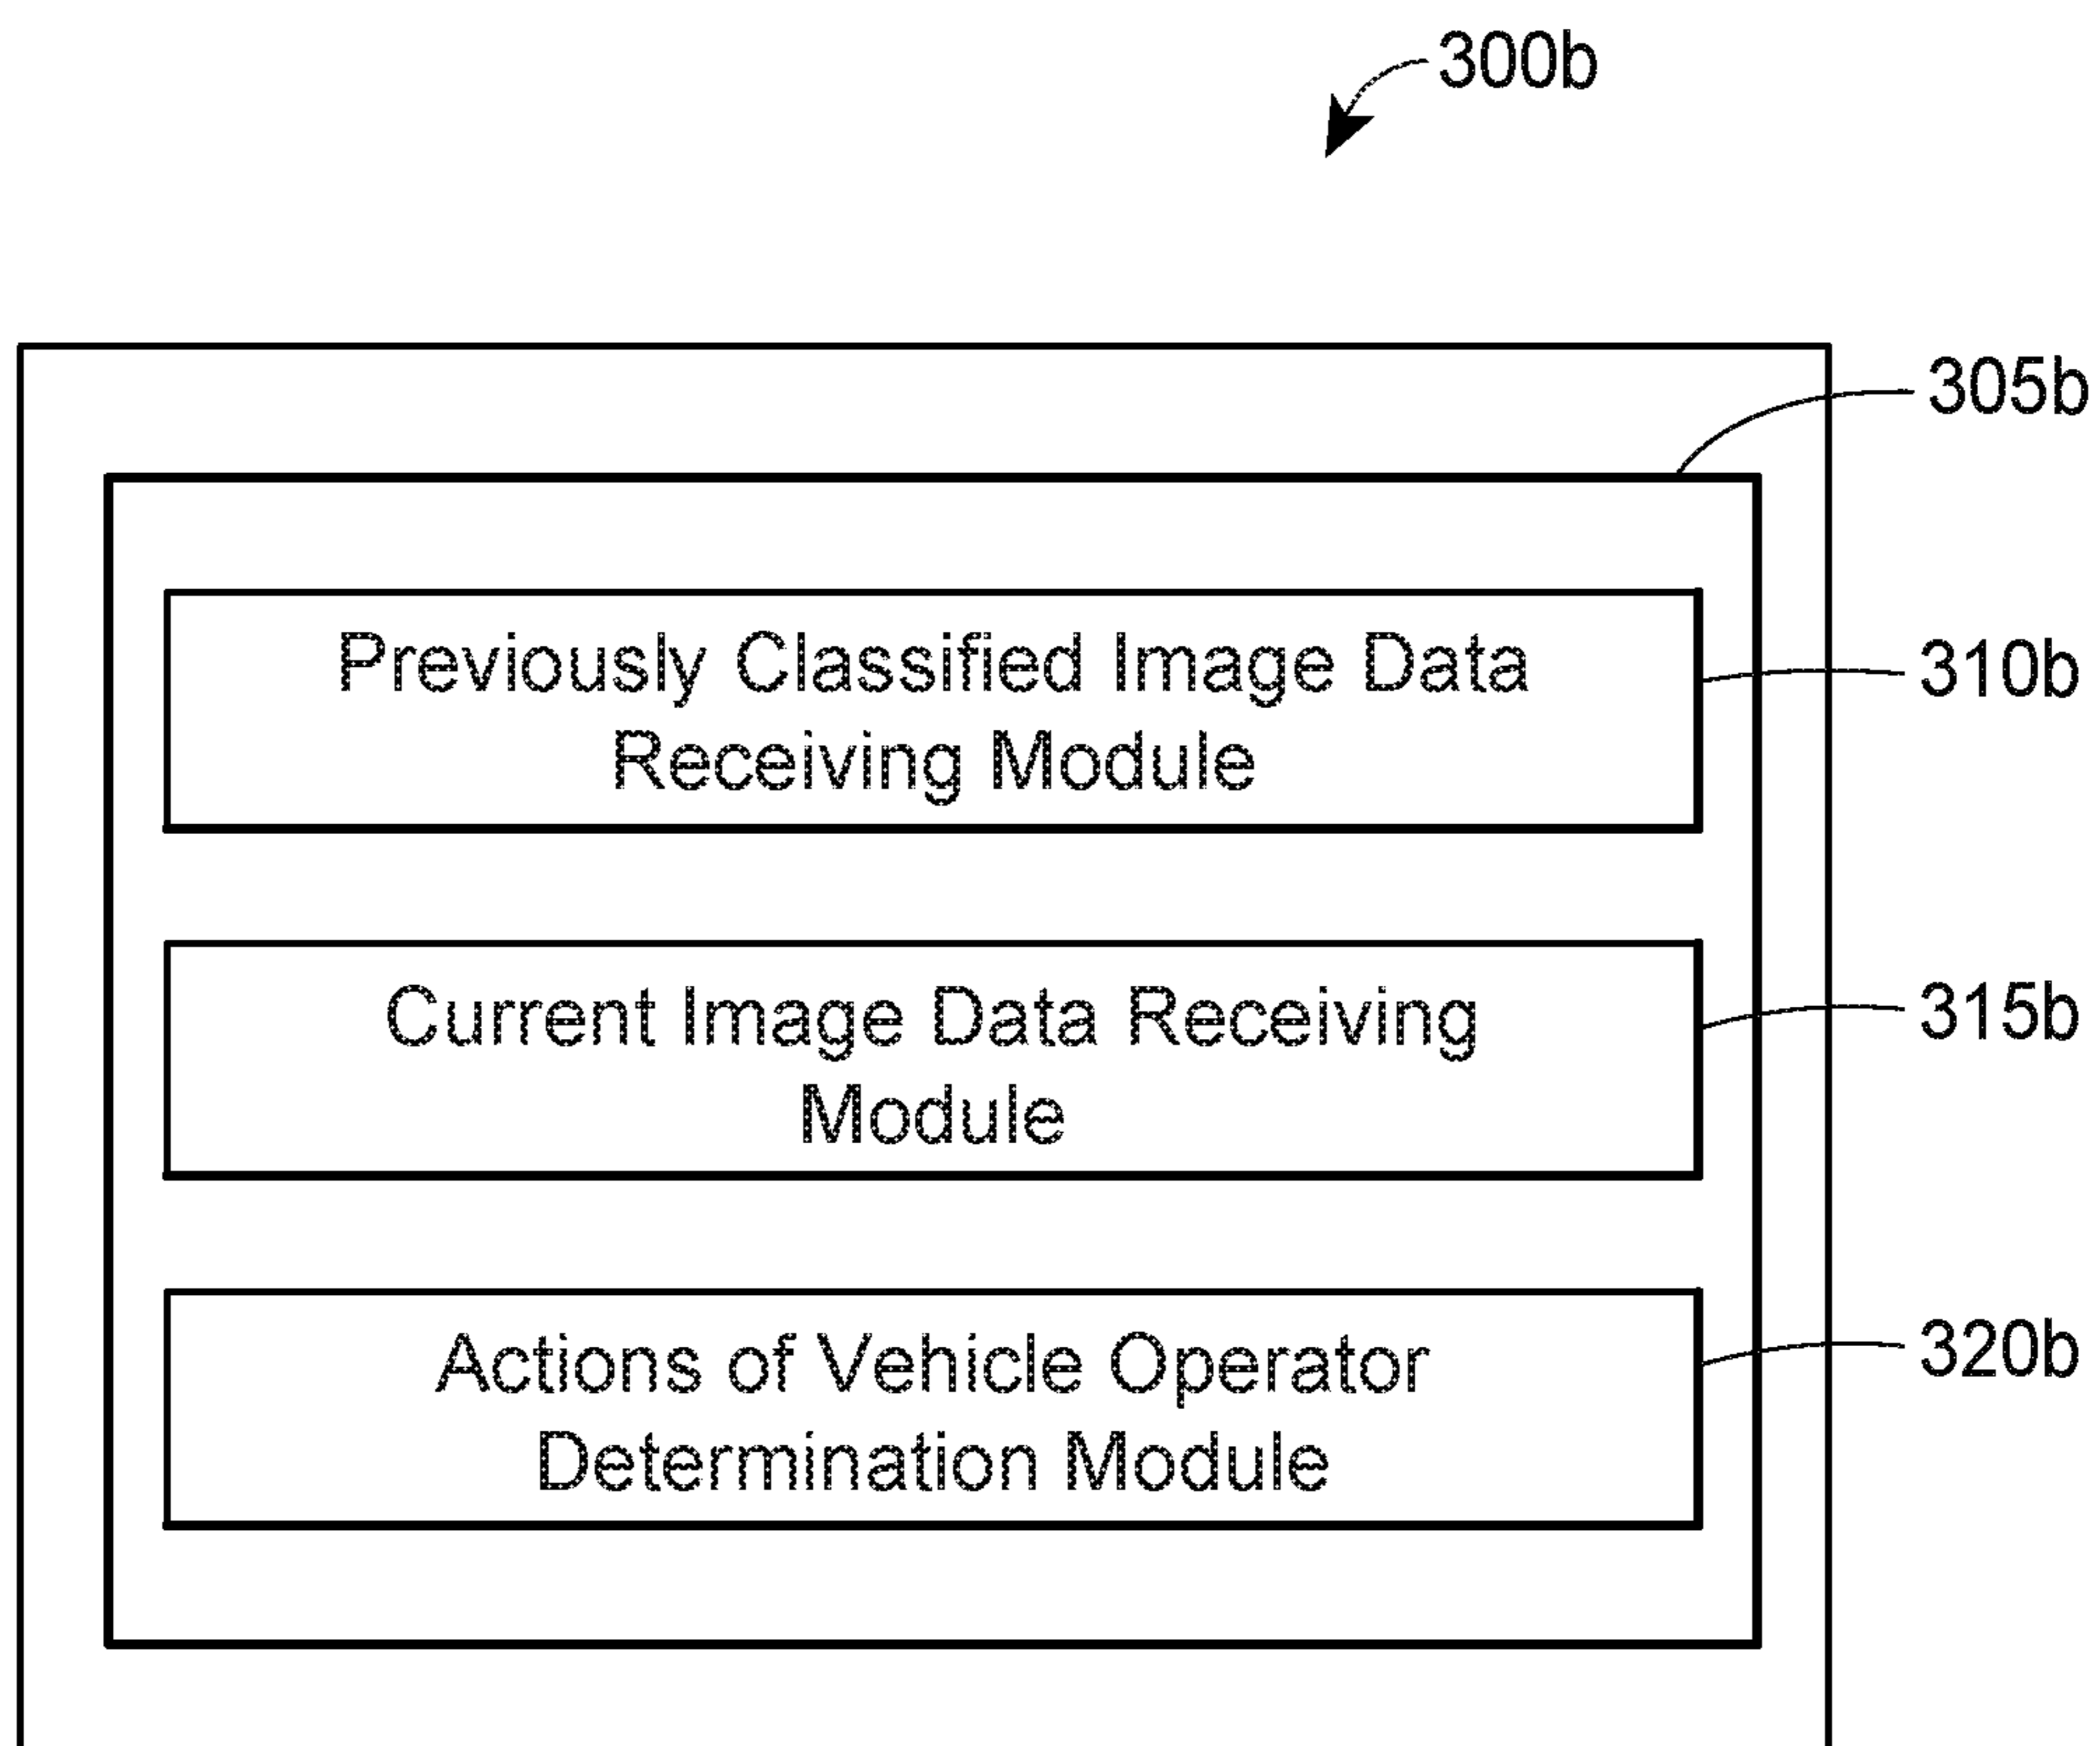 300b
305b
Previously Classified Image Data
Receiving Module
310b
Current Image Data Receiving
Module
315b
Actions of Vehicle Operator
Determination Module
320b